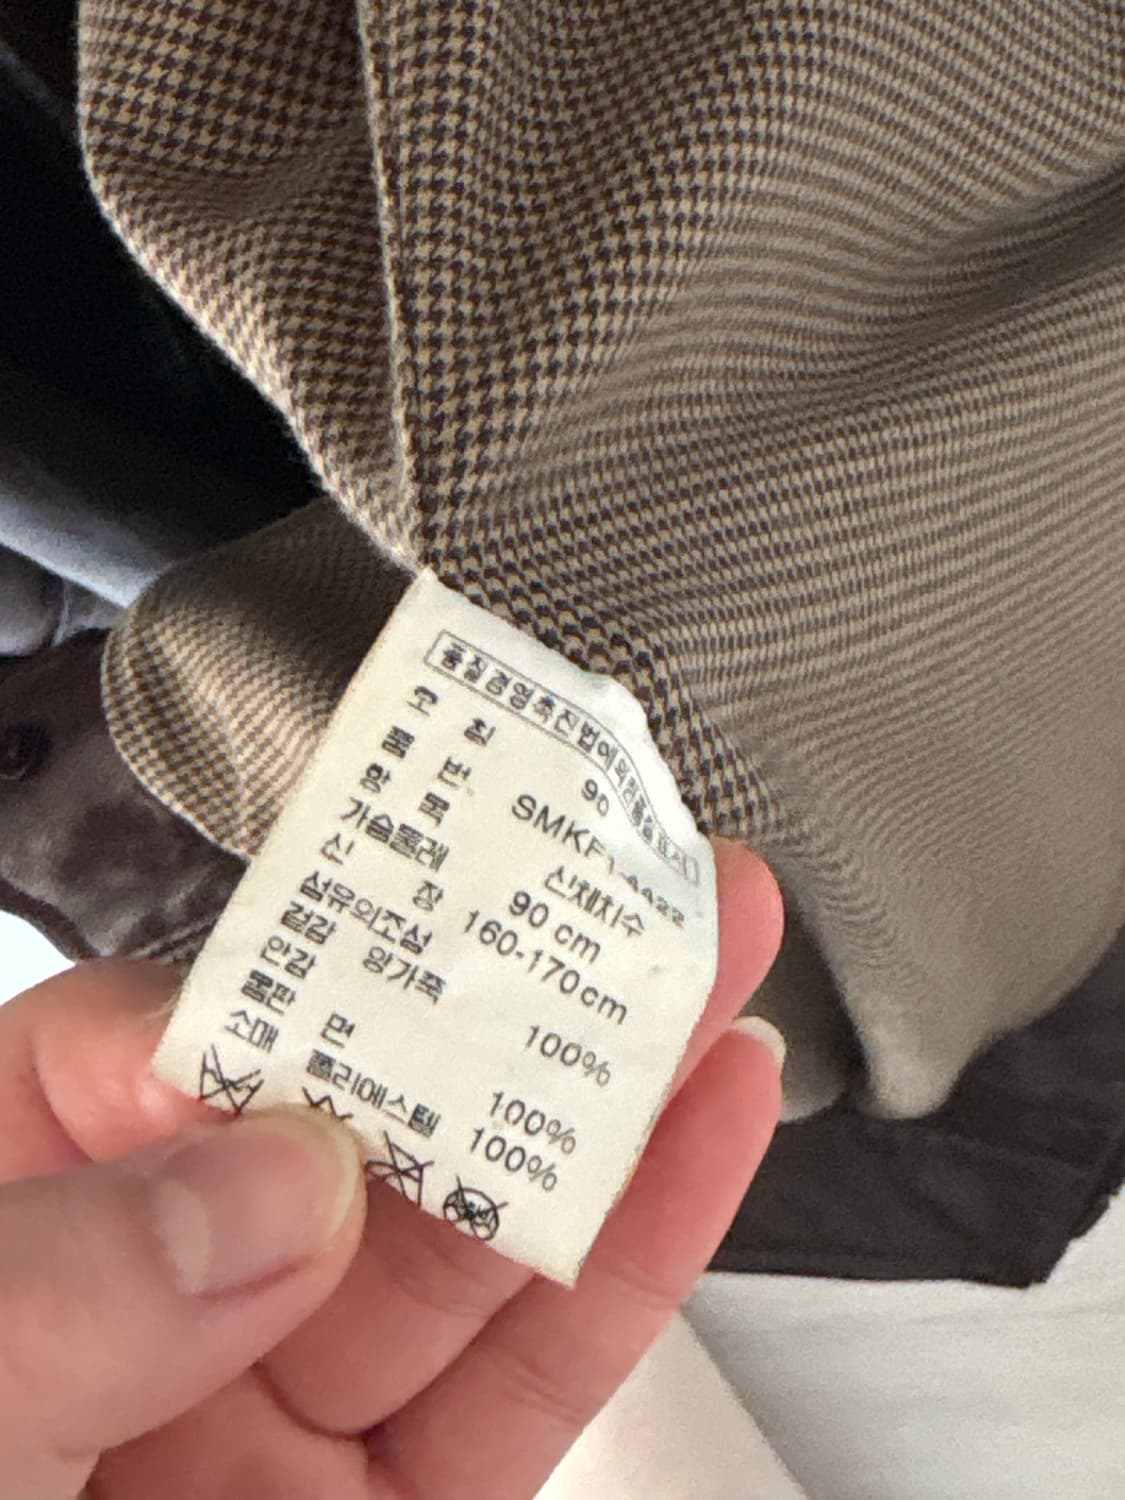 품질경영촉진법에의한품질표시
호칭 90
품번
항목 신체치수
가슴둘레 90 cm
신장 160-170cm
섬유의조성
겉감 양가죽 100%
안감
몸판 면 100%
소매 폴리에스텔 100%